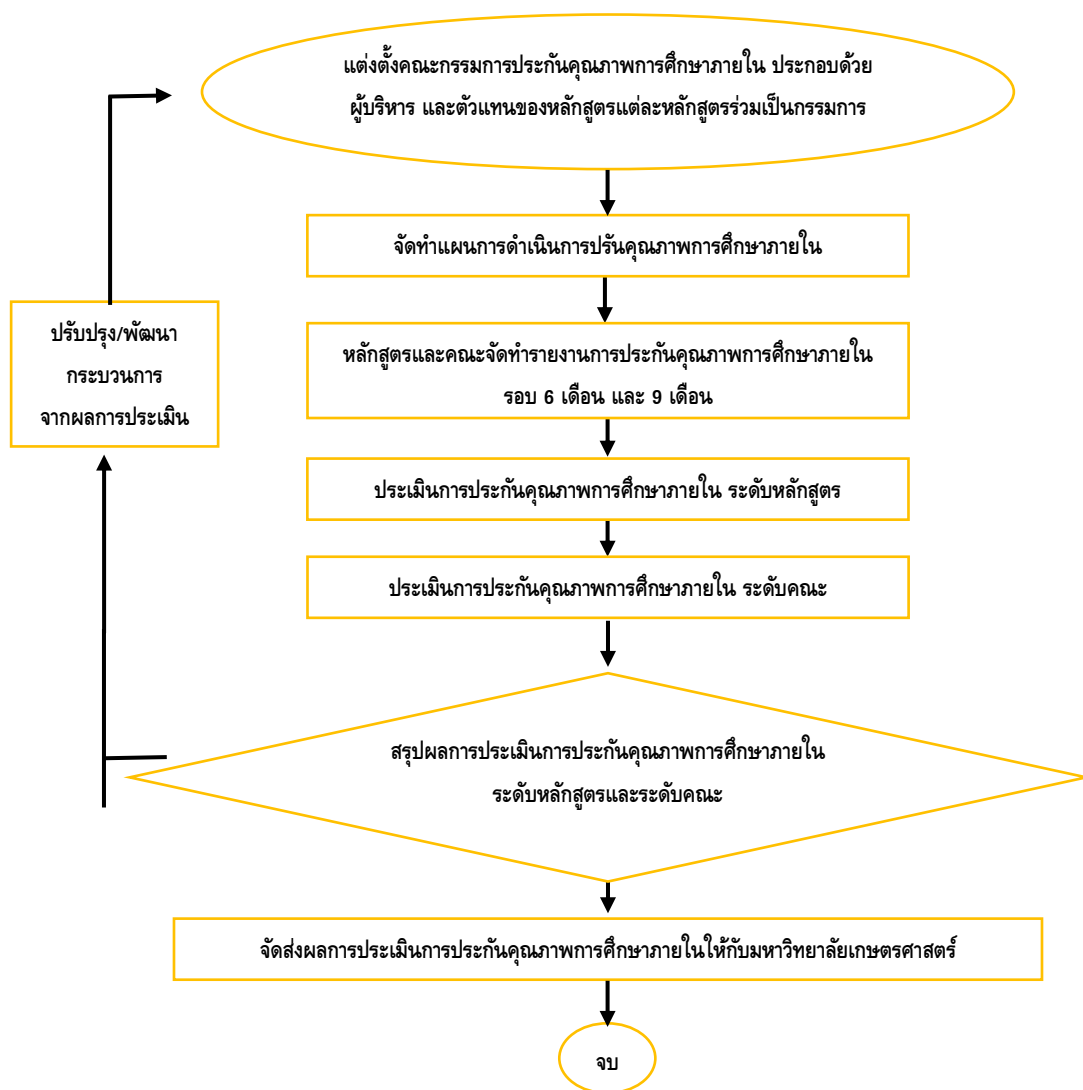 แต่งตั้งคณะกรรมการประกันคุณภาพการศึกษาภายใน ประกอบด้วย
ผู้บริหาร และตัวแทนของหลักสูตรแต่ละหลักสูตรร่วมเป็นกรรมการ
จัดทำแผนการดำเนินการปรันคุณภาพการศึกษาภายใน
หลักสูตรและคณะจัดทำรายงานการประกันคุณภาพการศึกษาภายใน
รอบ 6 เดือน และ 9 เดือน
ปรับปรุง/พัฒนา
กระบวนการ
จากผลการประเมิน
ประเมินการประกันคุณภาพการศึกษาภายใน ระดับหลักสูตร
ประเมินการประกันคุณภาพการศึกษาภายใน ระดับคณะ
สรุปผลการประเมินการประกันคุณภาพการศึกษาภายใน
ระดับหลักสูตรและระดับคณะ
จัดส่งผลการประเมินการประกันคุณภาพการศึกษาภายในให้กับมหาวิทยาลัยเกษตรศาสตร์
จบ